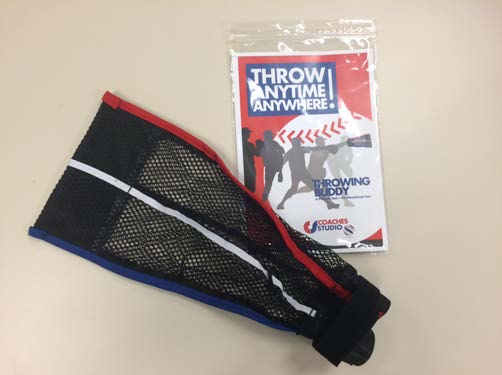 THROW
ANYTIME
ANYWHERE!
THROWING
BUDDY
COACHES
STUDIO